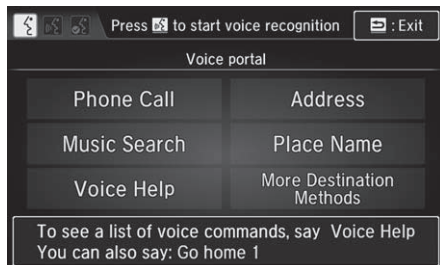 Press to start voice recognition : Exit
Voice portal
Phone Call Address
Music Search Place Name
Voice Help More Destination
Methods
To see a list of voice commands, say Voice Help
You can also say: Go home 1